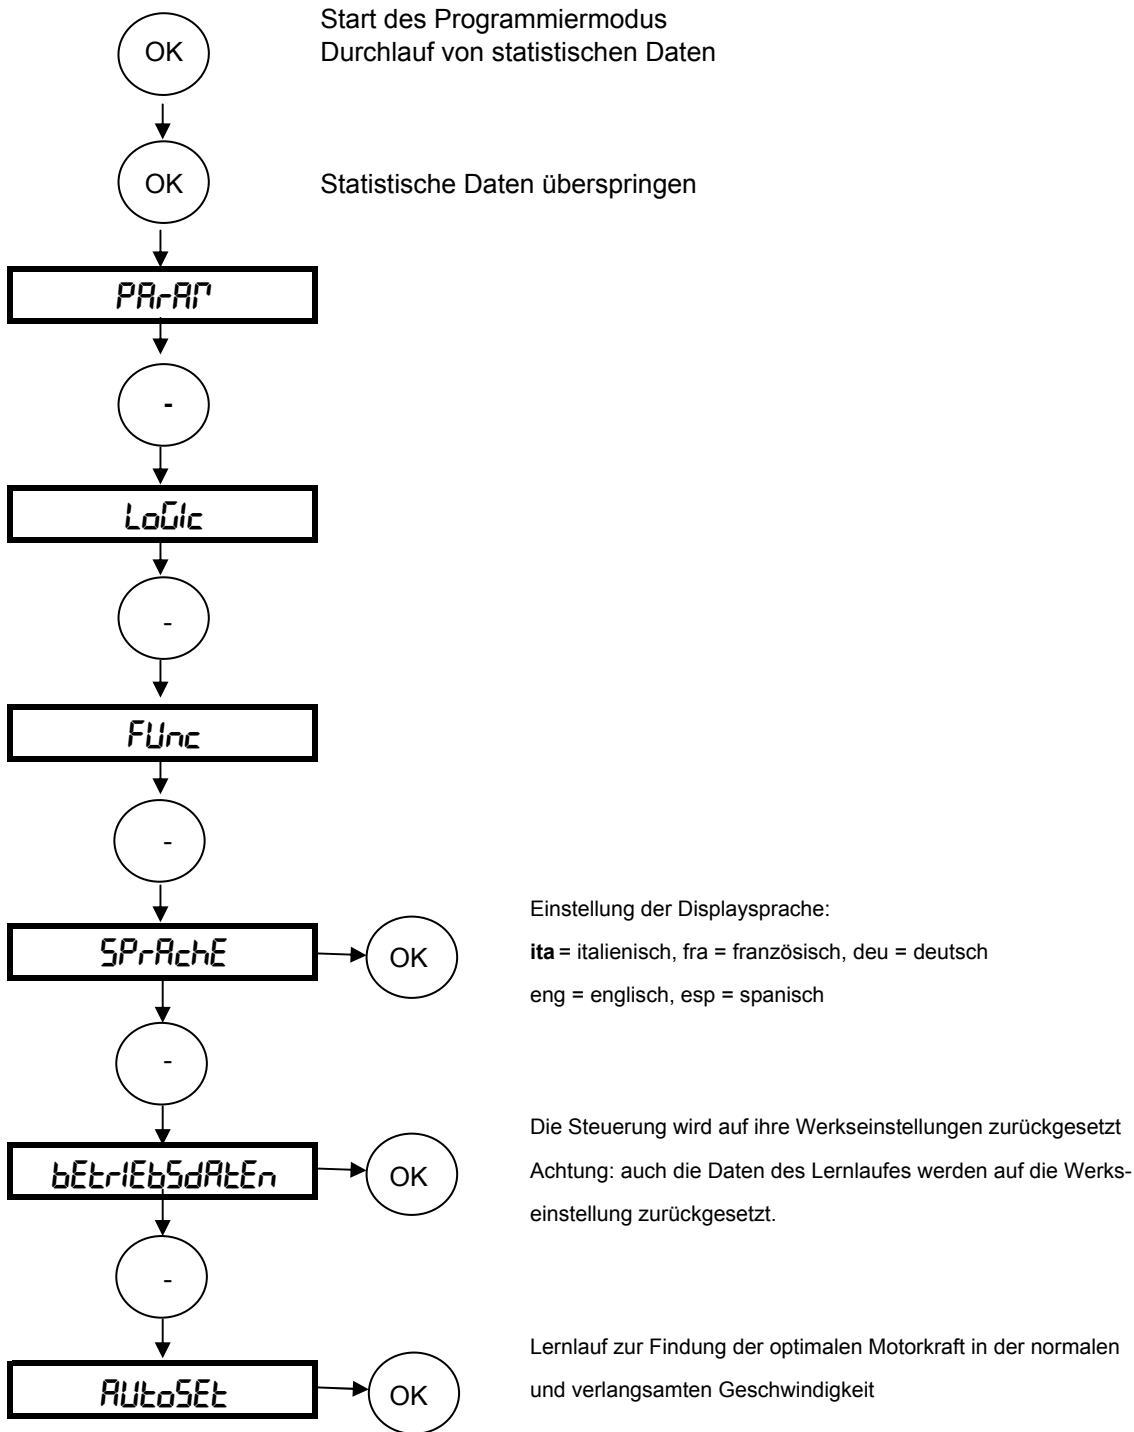 Start des Programmiermodus
OK
Durchlauf von statistischen Daten
OK
Statistische Daten überspringen
PArAM
-
LoGIc
-
FUnc
-
SPrAchE
OK
Einstellung der Displaysprache:
ita = italienisch, fra = französisch, deu = deutsch
eng = englisch, esp = spanisch
-
bEtrIEbSdAtEn
OK
Die Steuerung wird auf ihre Werkseinstellungen zurückgesetzt
Achtung: auch die Daten des Lernlaufes werden auf die Werks-
einstellung zurückgesetzt.
-
AUtoSEt
OK
Lernlauf zur Findung der optimalen Motorkraft in der normalen
und verlangsamten Geschwindigkeit